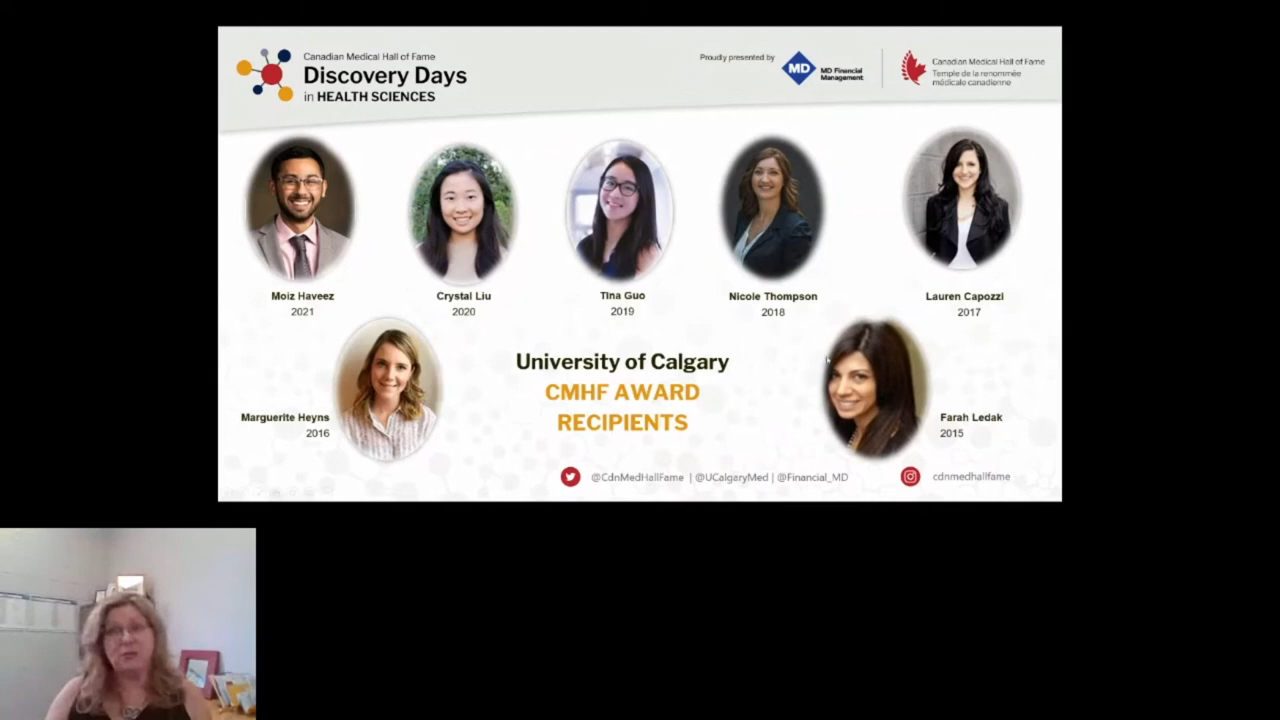 Canadian Medical Hall of Fame
Discovery Days
in HEALTH SCIENCES
Proudly presented by
MD
MD Financial
Management
Canadian Medical Hall of Fame
Temple de la renommée
médicale canadienne
Moiz Haveez
2021
Crystal Liu
2020
Tina Guo
2019
Nicole Thompson
2018
Lauren Capozzi
2017
Marguerite Heyns
2016
University of Calgary
CMHF AWARD
RECIPIENTS
Farah Ledak
2015
@CdnMedHallFame | @UCalgaryMed | @Financial_MD
cdnmedhallfame